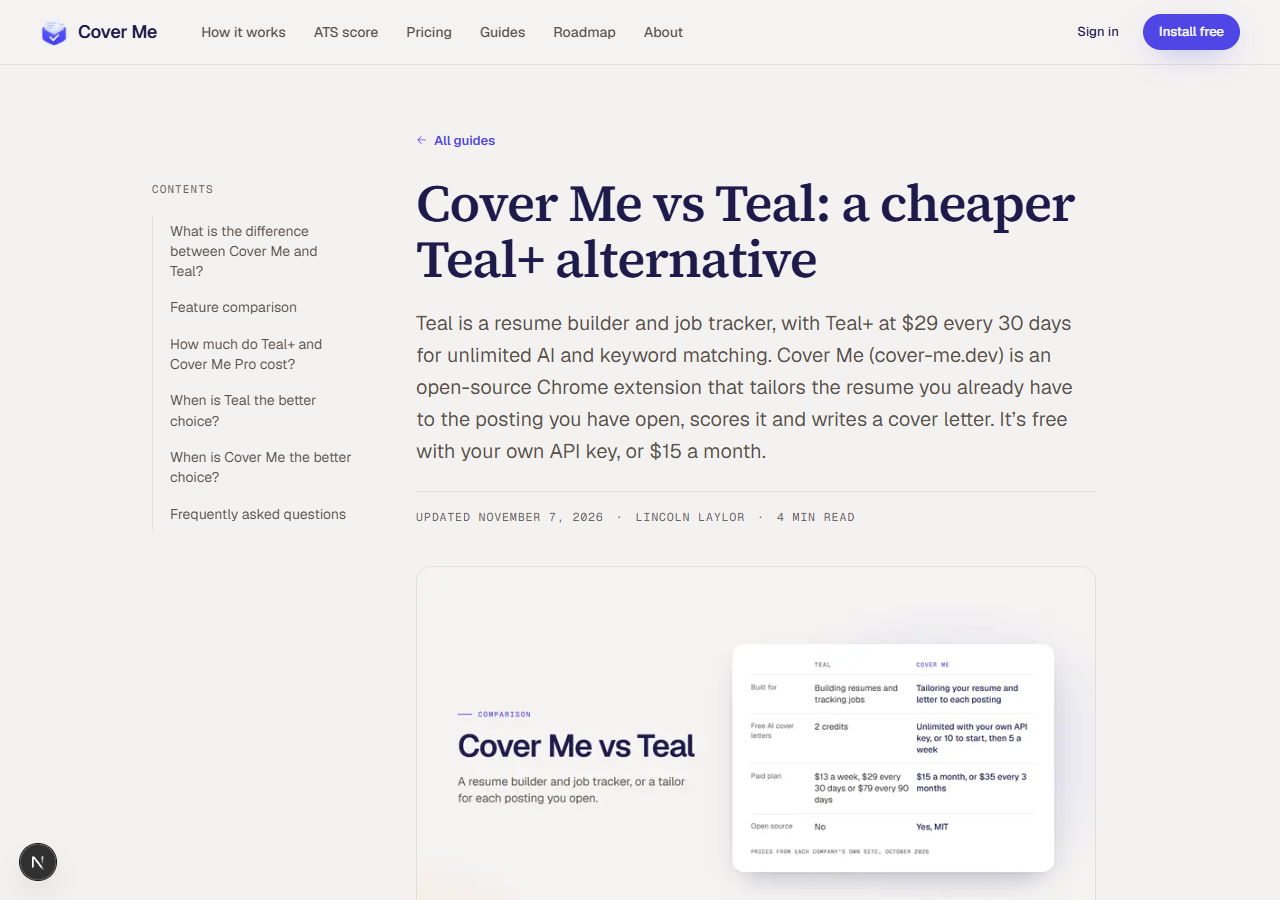 Cover Me
How it works
ATS score
Pricing
Guides
Roadmap
About
Sign in
Install free
← All guides
CONTENTS
What is the difference
between Cover Me and
Teal?
Feature comparison
How much do Teal+ and
Cover Me Pro cost?
When is Teal the better
choice?
When is Cover Me the better
choice?
Frequently asked questions
Cover Me vs Teal: a cheaper
Teal+ alternative
Teal is a resume builder and job tracker, with Teal+ at $29 every 30 days
for unlimited AI and keyword matching. Cover Me (cover-me.dev) is an
open-source Chrome extension that tailors the resume you already have
to the posting you have open, scores it and writes a cover letter. It’s free
with your own API key, or $15 a month.
UPDATED NOVEMBER 7, 2026 · LINCOLN LAYLOR · 4 MIN READ
COMPARISON
Cover Me vs Teal
A resume builder and job tracker, or a tailor
for each posting you open.
TEAL
COVER ME
Built for
Building resumes and
tracking jobs
Tailoring your resume and
letter to each posting
Free AI cover
letters
2 credits
Unlimited with your own API
key, or 10 to start, then 5 a
week
Paid plan
$13 a week, $29 every
30 days or $79 every 90
days
$15 a month, or $35 every 3
months
Open source
No
Yes, MIT
PRICES FROM EACH COMPANY'S OWN SITE, OCTOBER 2026
N